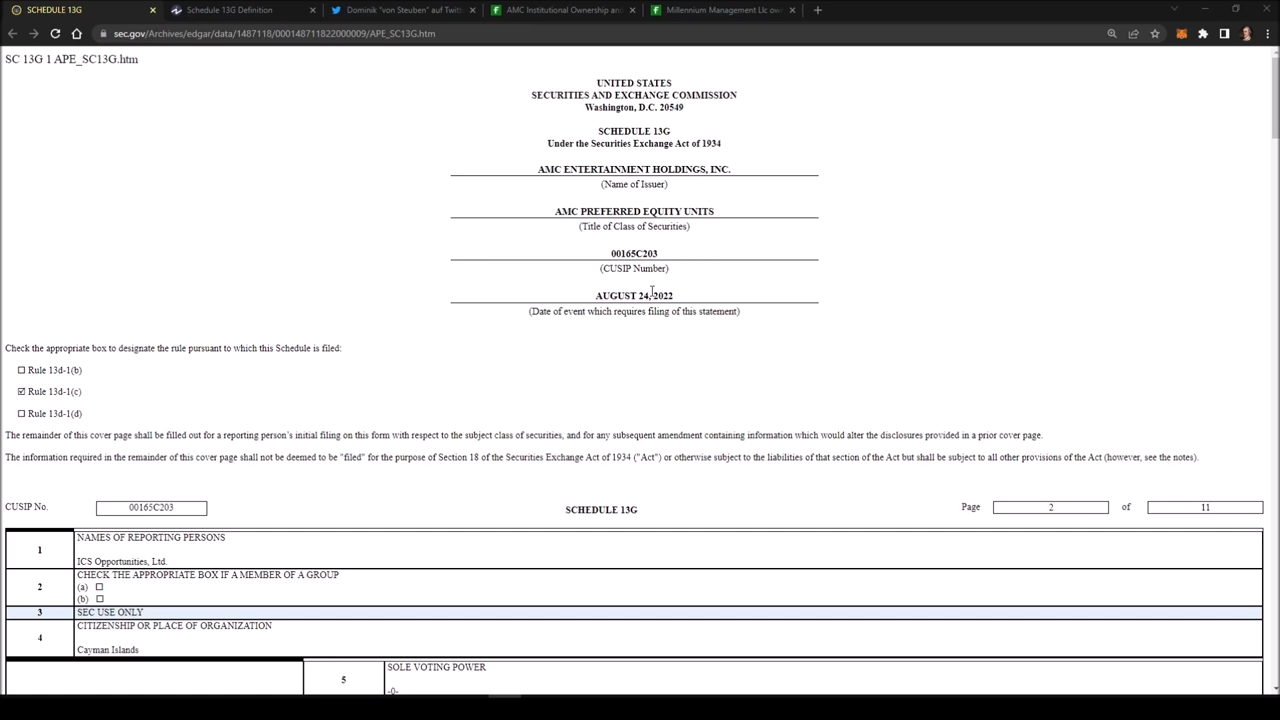 SCHEDULE 13G
Schedule 13G Definition
Dominik "von Steuben" auf Twitt
AMC Institutional Ownership and
Millennium Management Llc ow
sec.gov/Archives/edgar/data/1487118/000148711822000009/APE_SC13G.htm
SC 13G 1 APE_SC13G.htm
UNITED STATES
SECURITIES AND EXCHANGE COMMISSION
Washington, D.C. 20549
SCHEDULE 13G
Under the Securities Exchange Act of 1934
AMC ENTERTAINMENT HOLDINGS, INC.
(Name of Issuer)
AMC PREFERRED EQUITY UNITS
(Title of Class of Securities)
00165C203
(CUSIP Number)
AUGUST 24, 2022
(Date of event which requires filing of this statement)
Check the appropriate box to designate the rule pursuant to which this Schedule is filed:
☐ Rule 13d-1(b)
☑ Rule 13d-1(c)
☐ Rule 13d-1(d)
The remainder of this cover page shall be filled out for a reporting person's initial filing on this form with respect to the subject class of securities, and for any subsequent amendment containing information which would alter the disclosures provided in a prior cover page.
The information required in the remainder of this cover page shall not be deemed to be "filed" for the purpose of Section 18 of the Securities Exchange Act of 1934 ("Act") or otherwise subject to the liabilities of that section of the Act but shall be subject to all other provisions of the Act (however, see the notes).
CUSIP No. 00165C203 SCHEDULE 13G Page 2 of 11
1 NAMES OF REPORTING PERSONS
ICS Opportunities, Ltd.
2 CHECK THE APPROPRIATE BOX IF A MEMBER OF A GROUP
(a) ☐
(b) ☐
3 SEC USE ONLY
4 CITIZENSHIP OR PLACE OF ORGANIZATION
Cayman Islands
5 SOLE VOTING POWER
-0-